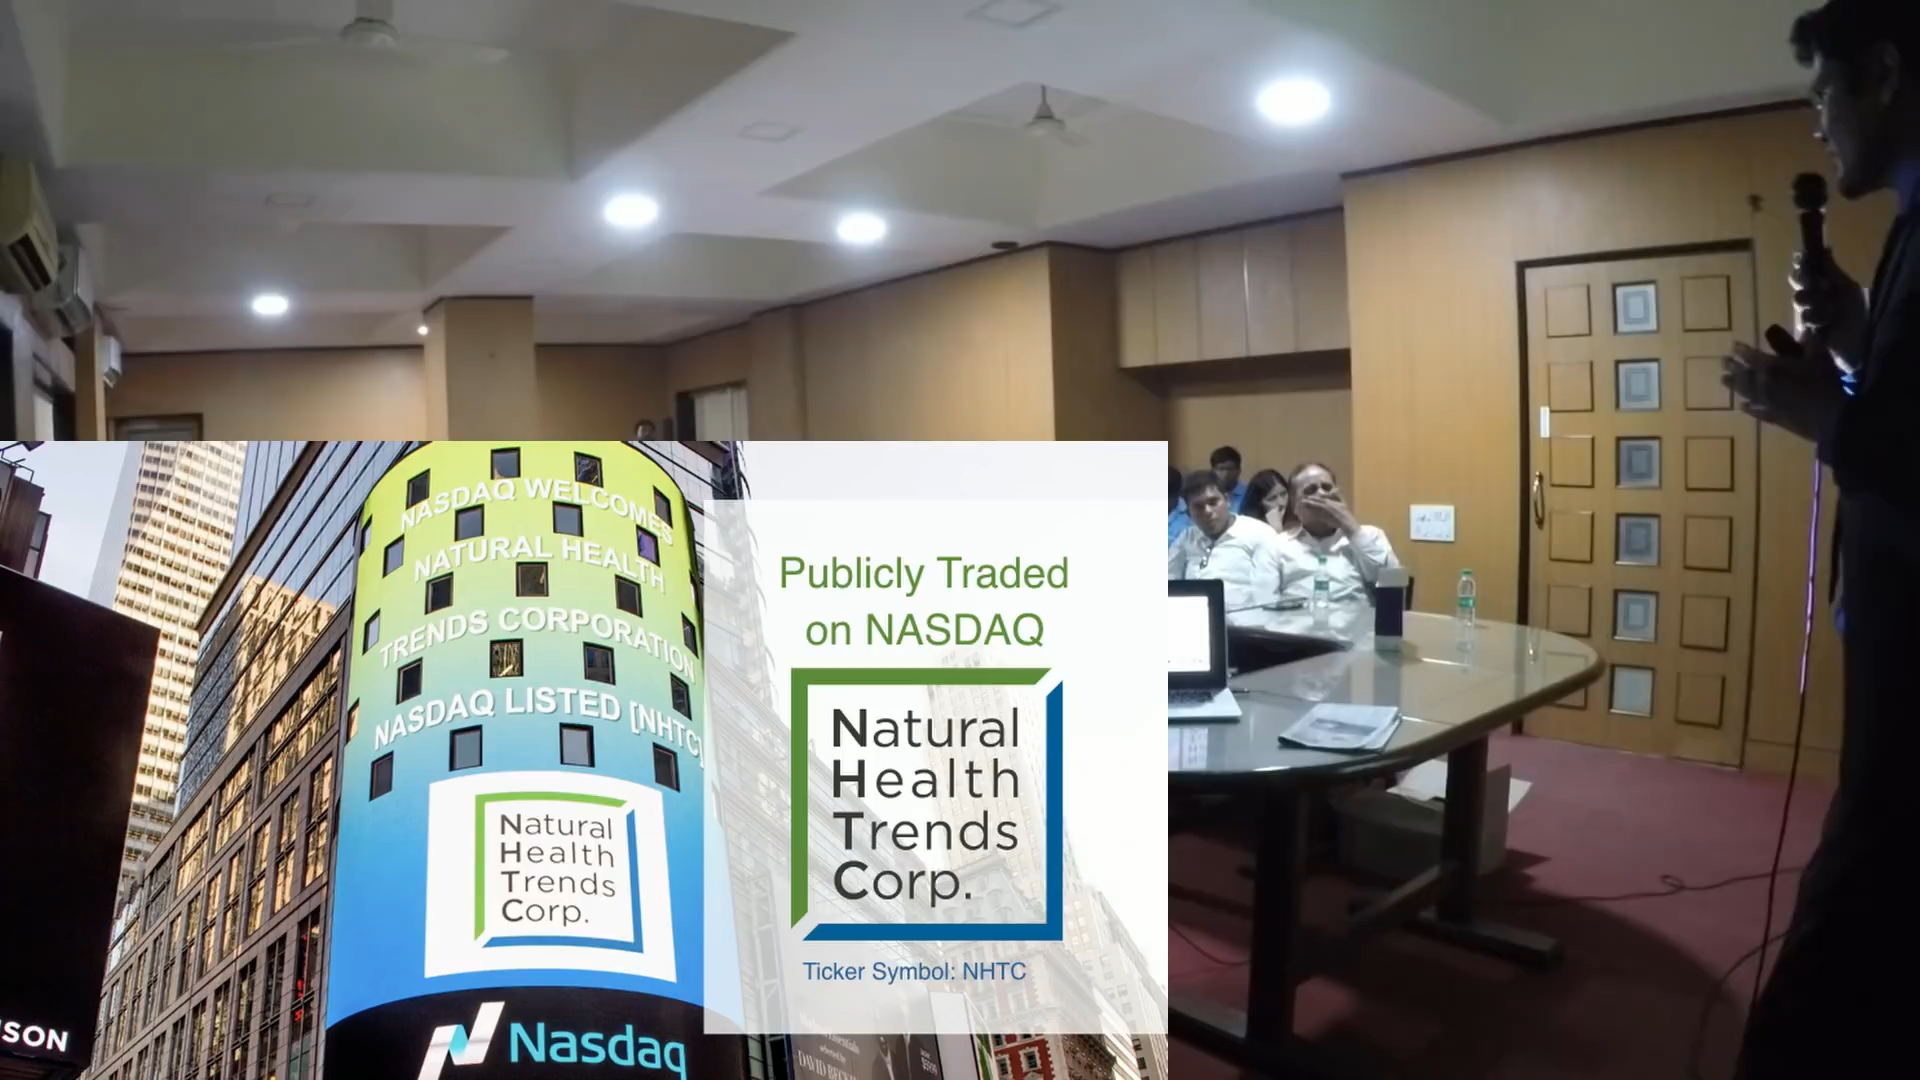 NASDAQ WELCOMES
NATURAL HEALTH
TRENDS CORPORATION
NASDAQ LISTED [NHTC]
Natural
Health
Trends
Corp.
Nasdaq
SON
Publicly Traded
on NASDAQ
Natural
Health
Trends
Corp.
Ticker Symbol: NHTC